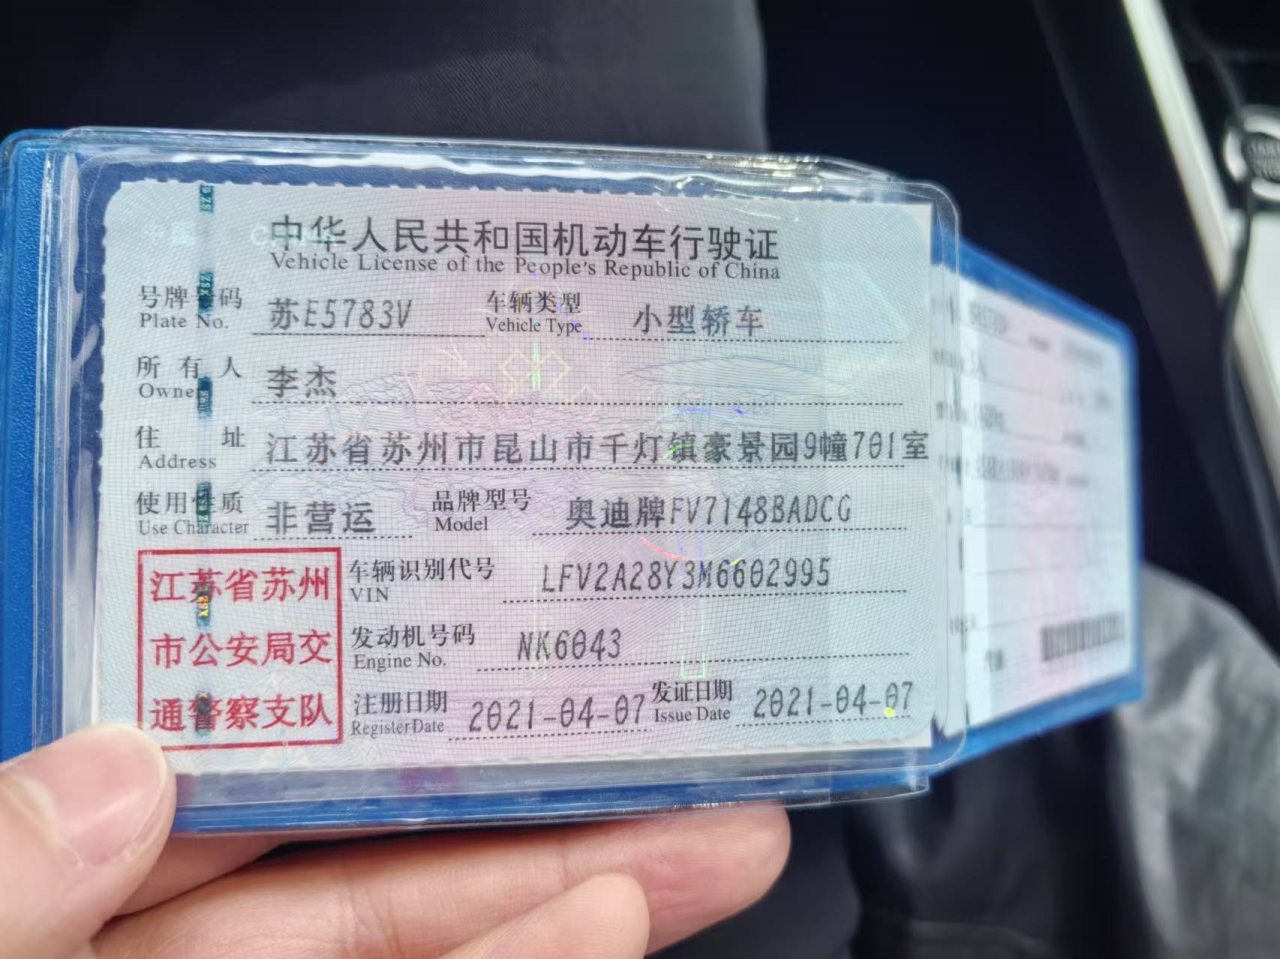 中华人民共和国机动车行驶证
Vehicle License of the People's Republic of China
号牌号码 苏E5783V 车辆类型 小型轿车
Plate No. Vehicle Type
所有人 李杰
Owner
住址 江苏省苏州市昆山市千灯镇豪景园9幢701室
Address
使用性质 非营运 品牌型号 奥迪牌FV7148BADCG
Use Character Model
江苏省苏州
市公安局交
通警察支队
车辆识别代号 LFV2A28Y3M6602995
VIN
发动机号码 NK6043
Engine No.
注册日期 2021-04-07 发证日期 2021-04-07
Register Date Issue Date